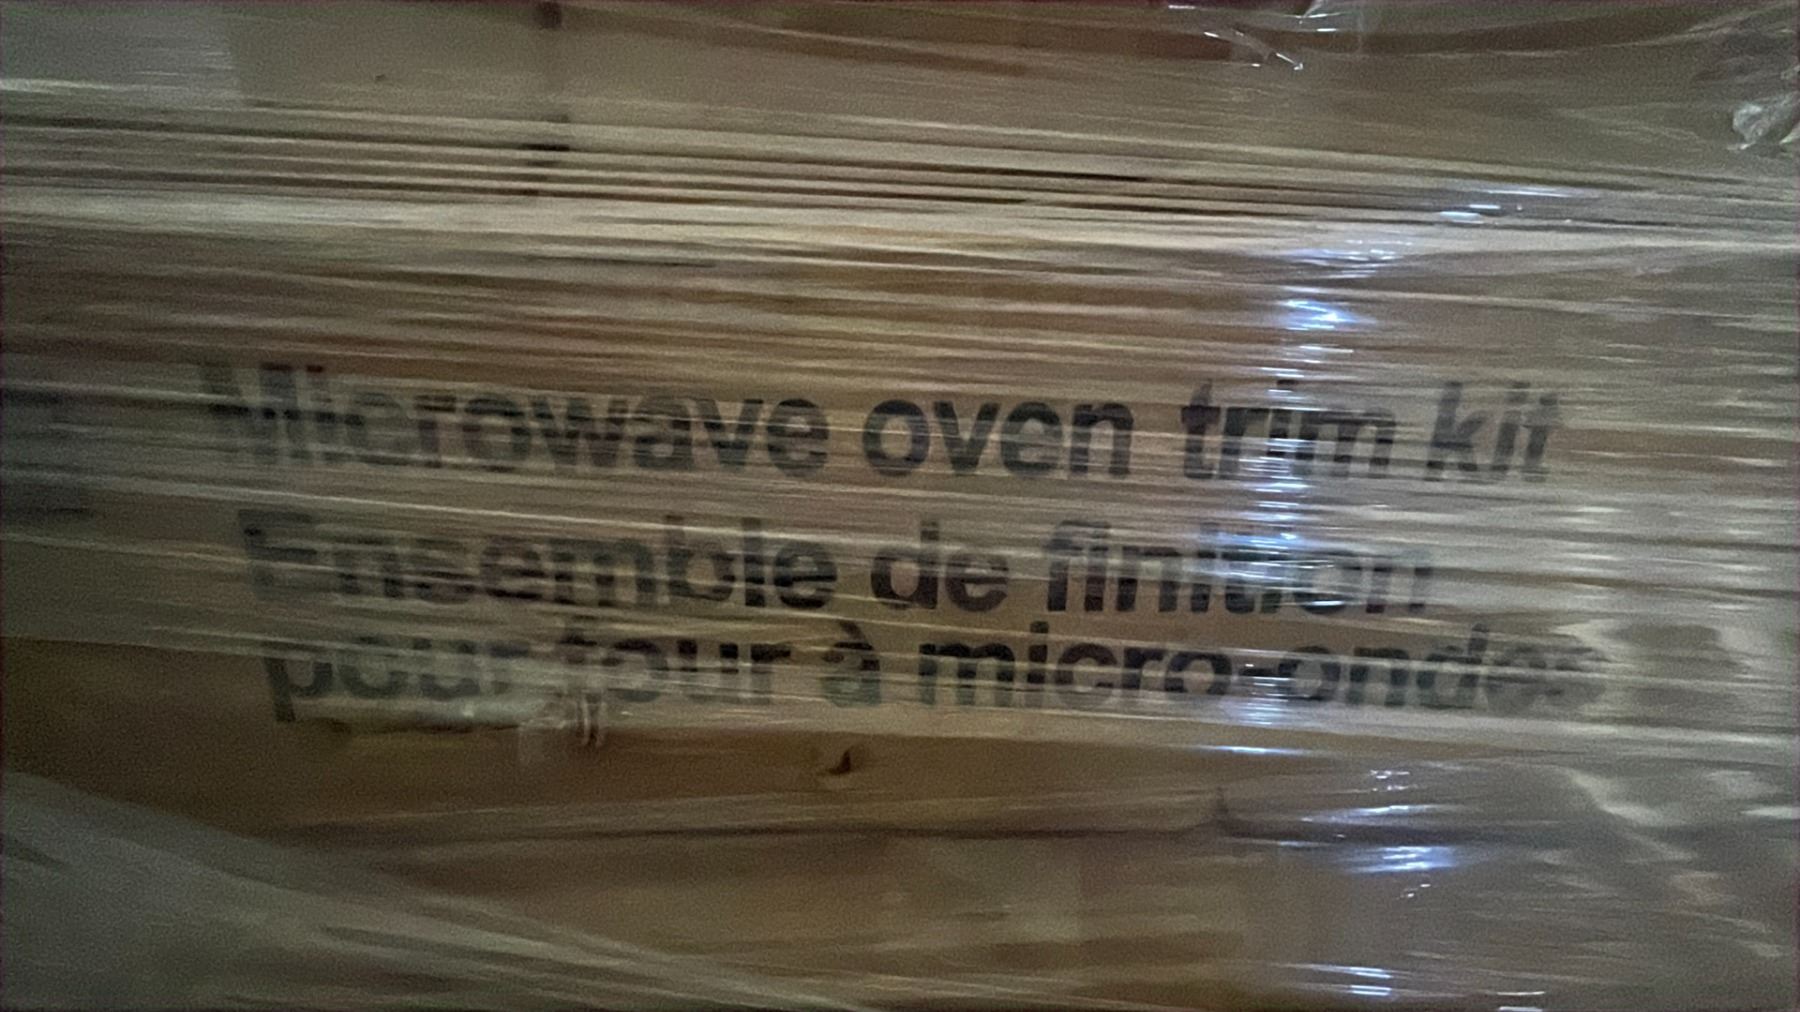 Microwave oven trim kit
Ensemble de finition
pour four à micro-ondes